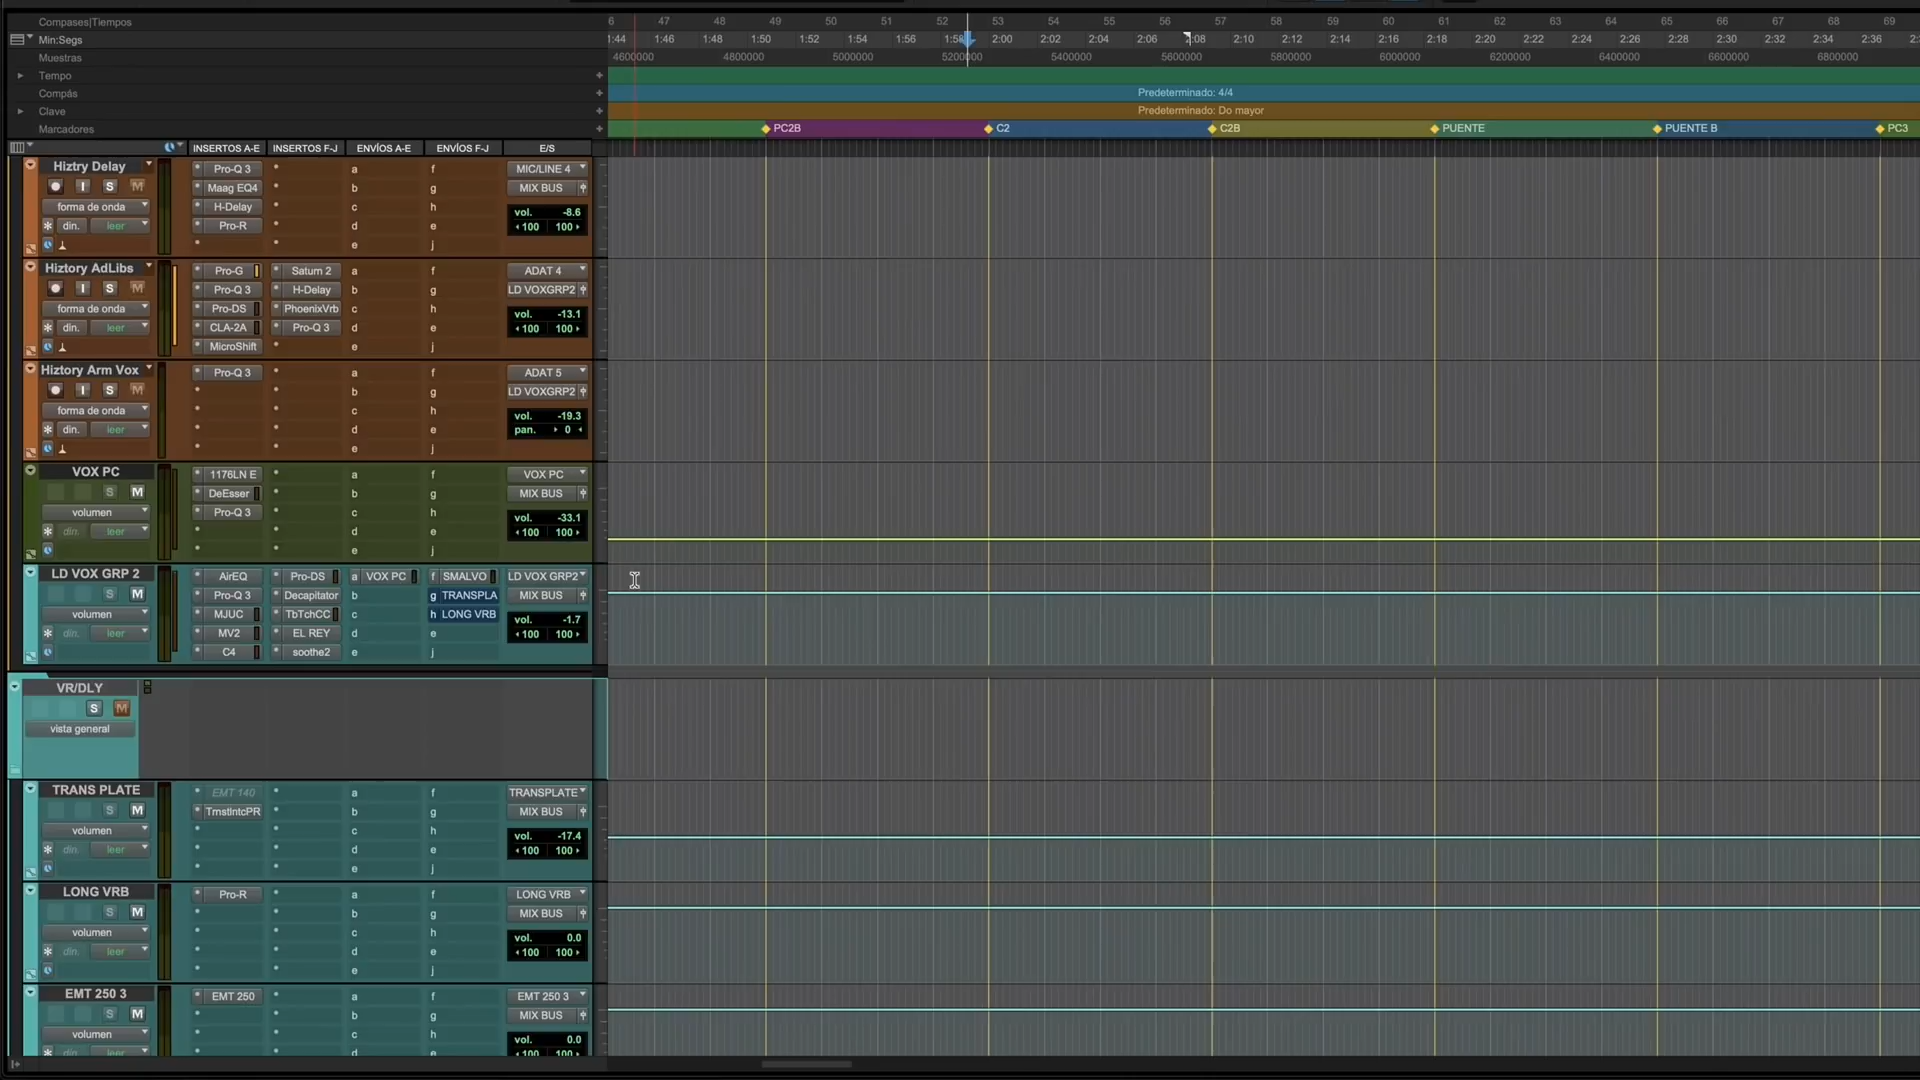 Compases|Tiempos 6 47 48 49 50 51 52 53 54 55 56 57 58 59 60 61 62 63 64 65 66 67 68 69
Min:Segs 1:44 1:46 1:48 1:50 1:52 1:54 1:56 1:58 2:00 2:02 2:04 2:06 2:08 2:10 2:12 2:14 2:16 2:18 2:20 2:22 2:24 2:26 2:28 2:30 2:32 2:34 2:36
Muestras 4600000 4800000 5000000 5200000 5400000 5600000 5800000 6000000 6200000 6400000 6600000 6800000
Tempo
Compás Predeterminado: 4/4
Clave Predeterminado: Do mayor
Marcadores PC2B C2 C2B PUENTE PUENTE B PC3
INSERTOS A-E INSERTOS F-J ENVÍOS A-E ENVÍOS F-J E/S
Hiztry Delay Pro-Q 3 a f MIC/LINE 4
I S M Maag EQ4 b g MIX BUS
forma de onda H-Delay c h vol. -8.6
din. leer Pro-R d e 100 100
e j
Hiztory AdLibs Pro-G Saturn 2 a f ADAT 4
I S M Pro-Q 3 H-Delay b g LD VOXGRP2
forma de onda Pro-DS PhoenixVrb c h vol. -13.1
din. leer CLA-2A Pro-Q 3 d e 100 100
MicroShift e j
Hiztory Arm Vox Pro-Q 3 a f ADAT 5
I S M b g LD VOXGRP2
forma de onda c h vol. -19.3
din. leer d e pan. 0
e j
VOX PC 1176LN E a f VOX PC
S M DeEsser b g MIX BUS
volumen Pro-Q 3 c h vol. -33.1
din. leer d e 100 100
e j
LD VOX GRP 2 AirEQ Pro-DS a VOX PC f SMALVO LD VOX GRP2
S M Pro-Q 3 Decapitator b g TRANSPLA MIX BUS
volumen MJUC TbTchCC c h LONG VRB vol. -1.7
din. leer MV2 EL REY d e 100 100
C4 soothe2 e j
VR/DLY
S M
vista general
TRANS PLATE EMT 140 a f TRANSPLATE
S M TrnstIntcPR b g MIX BUS
volumen c h vol. -17.4
din. leer d e 100 100
e j
LONG VRB Pro-R a f LONG VRB
S M b g MIX BUS
volumen c h vol. 0.0
din. leer d e 100 100
e j
EMT 250 3 EMT 250 a f EMT 250 3
S M b g MIX BUS
volumen c h vol. 0.0
din. leer d e 100 100